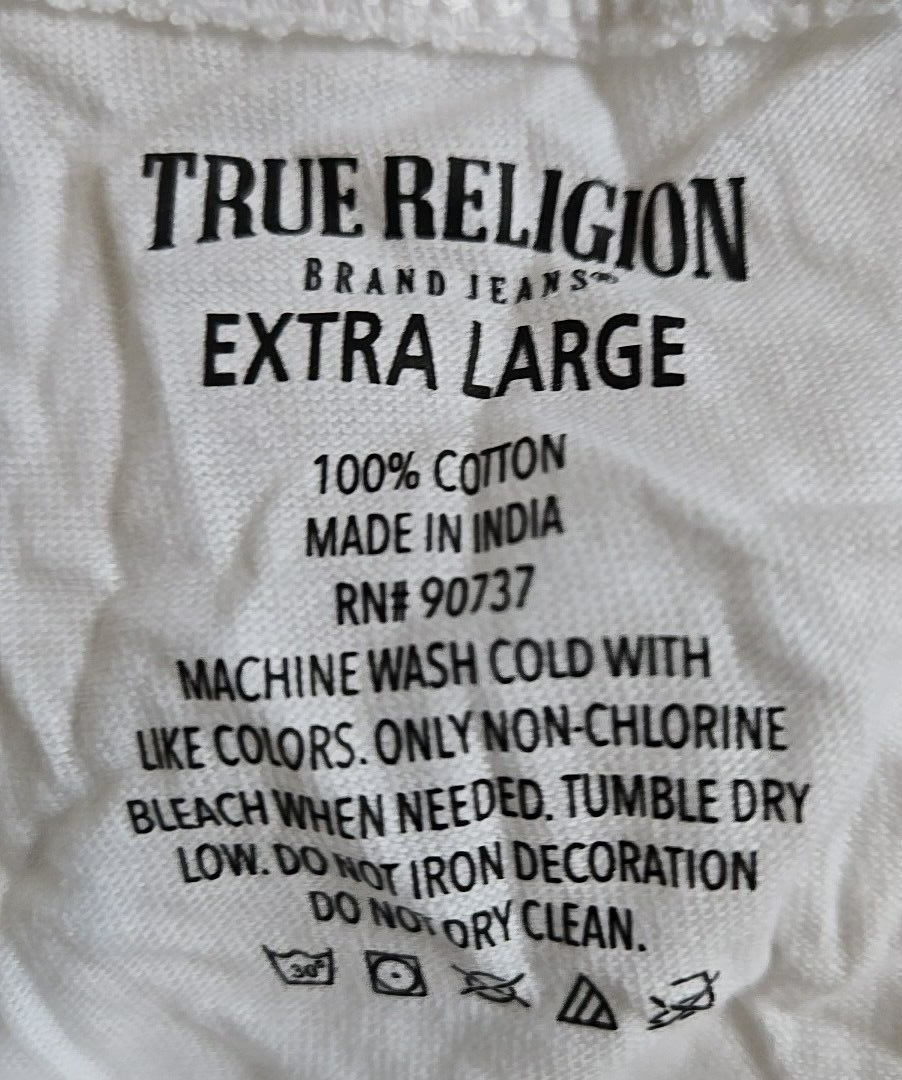 TRUE RELIGION
BRAND JEANS
EXTRA LARGE
100% COTTON
MADE IN INDIA
RN# 90737
MACHINE WASH COLD WITH
LIKE COLORS. ONLY NON-CHLORINE
BLEACH WHEN NEEDED. TUMBLE DRY
LOW. DO NOT IRON DECORATION
DO NOT DRY CLEAN.
30°